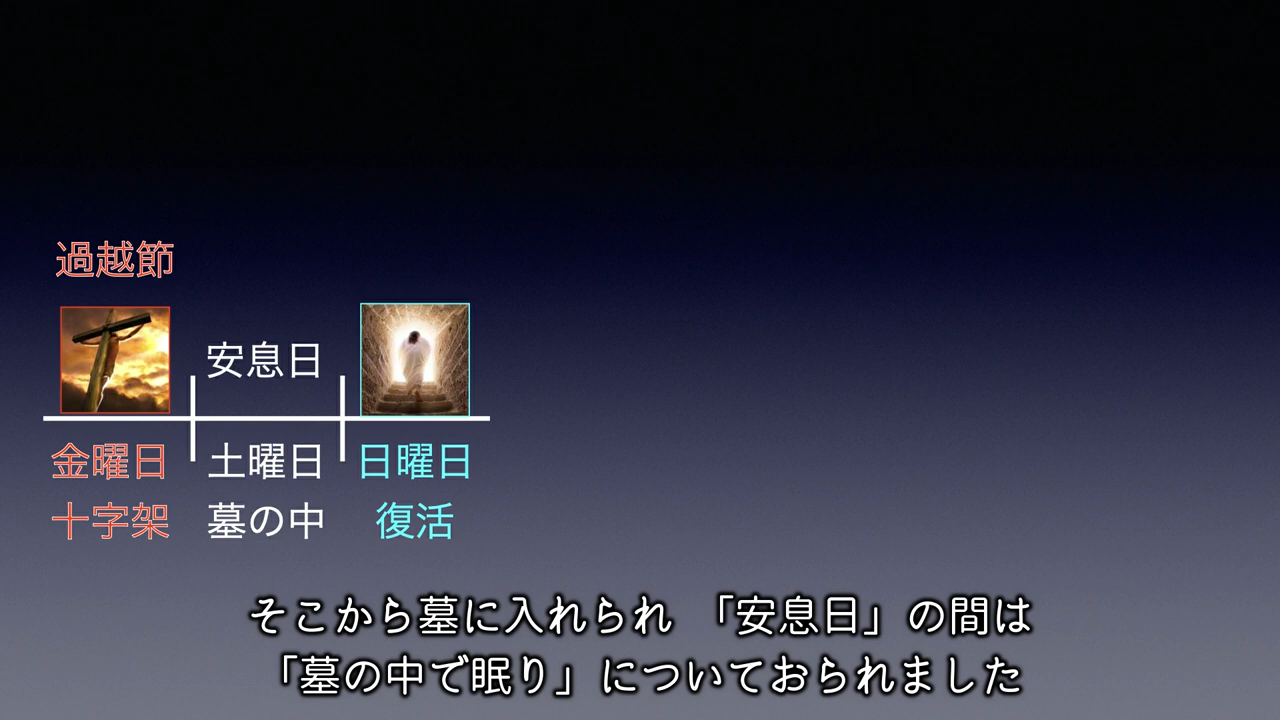 過越節
安息日
金曜日 土曜日 日曜日
十字架 墓の中 復活
そこから墓に入れられ 「安息日」の間は
「墓の中で眠り」についておられました